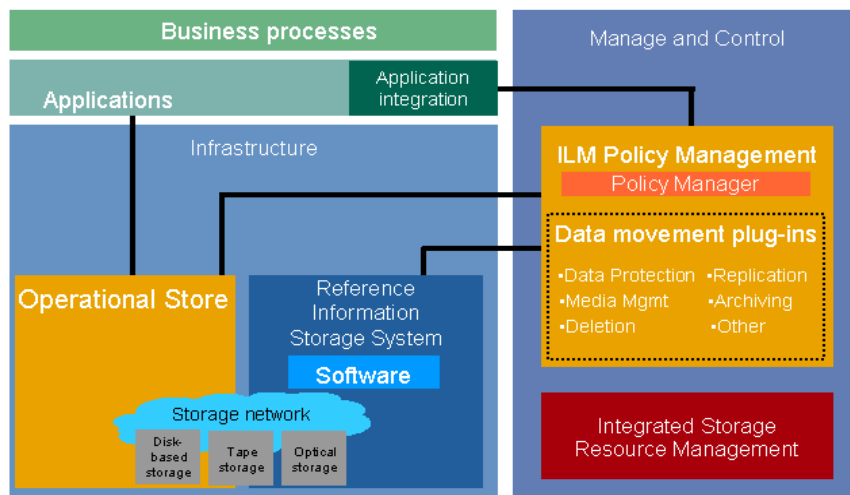 Business processes
Applications
Application
integration
Infrastructure
Operational Store
Reference
Information
Storage System
Software
Storage network
Disk-
based
storage
Tape
storage
Optical
storage
Manage and Control
ILM Policy Management
Policy Manager
Data movement plug-ins
▪Data Protection ▪Replication
▪Media Mgmt ▪Archiving
▪Deletion ▪Other
Integrated Storage
Resource Management